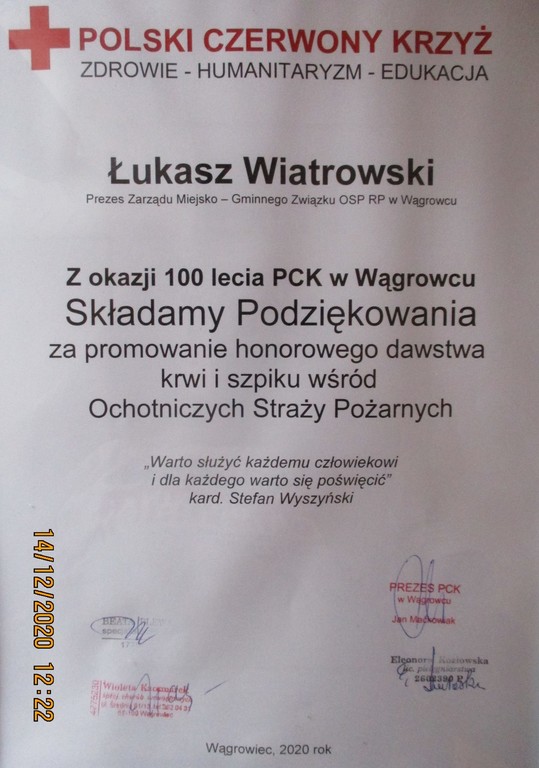 POLSKI CZERWONY KRZYŻ
ZDROWIE - HUMANITARYZM - EDUKACJA
Łukasz Wiatrowski
Prezes Zarządu Miejsko – Gminnego Związku OSP RP w Wągrowcu
Z okazji 100 lecia PCK w Wągrowcu
Składamy Podziękowania
za promowanie honorowego dawstwa
krwi i szpiku wśród
Ochotniczych Straży Pożarnych
„Warto służyć każdemu człowiekowi
i dla każdego warto się poświęcić"
kard. Stefan Wyszyński
14/12/2020 12:22
PREZES PCK
w Wągrowcu
Jan Maćkowiak
Eleonora Kozłowska
Wioleta Kaczmarek
Wągrowiec, 2020 rok